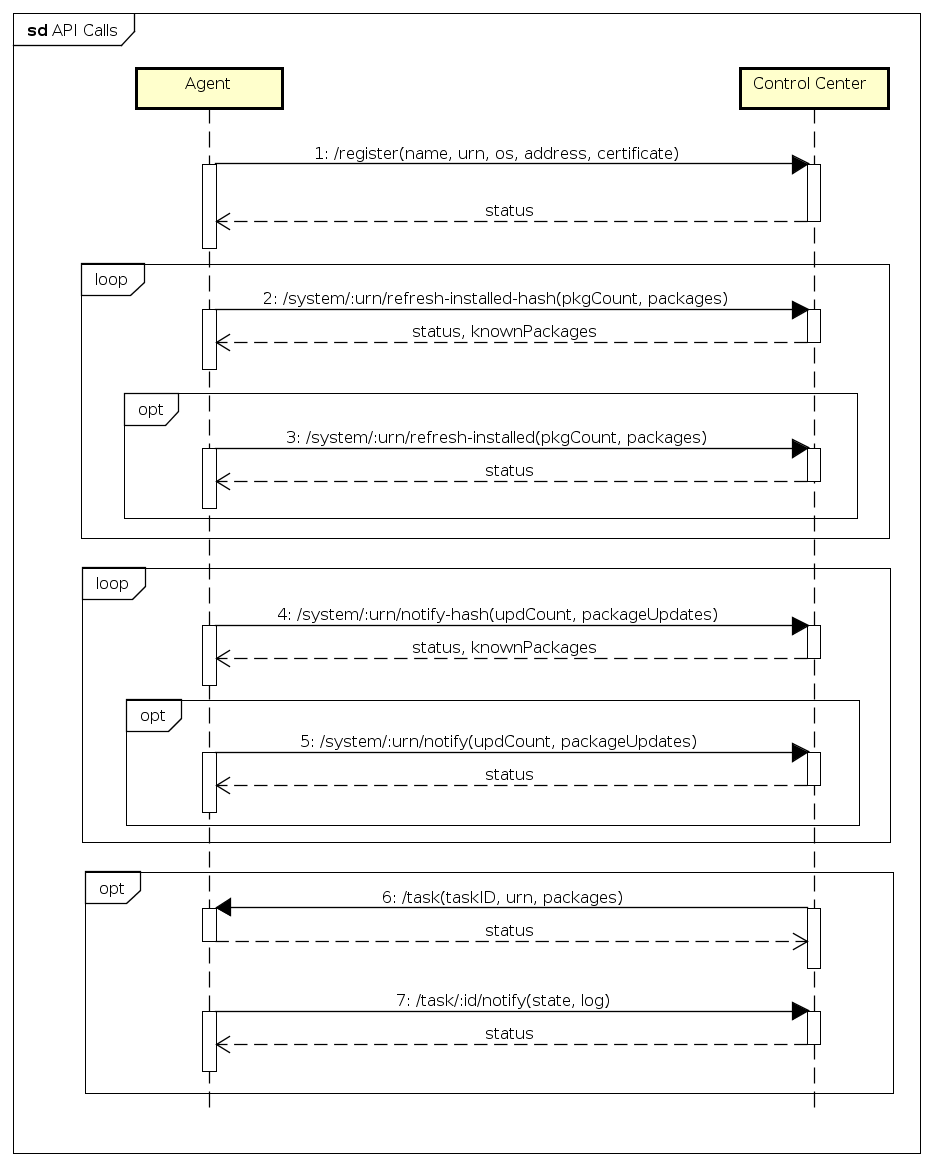 sd API Calls
Agent
Control Center
1: /register(name, urn, os, address, certificate)
status
loop
2: /system/:urn/refresh-installed-hash(pkgCount, packages)
status, knownPackages
opt
3: /system/:urn/refresh-installed(pkgCount, packages)
status
loop
4: /system/:urn/notify-hash(updCount, packageUpdates)
status, knownPackages
opt
5: /system/:urn/notify(updCount, packageUpdates)
status
opt
6: /task(taskID, urn, packages)
status
7: /task/:id/notify(state, log)
status